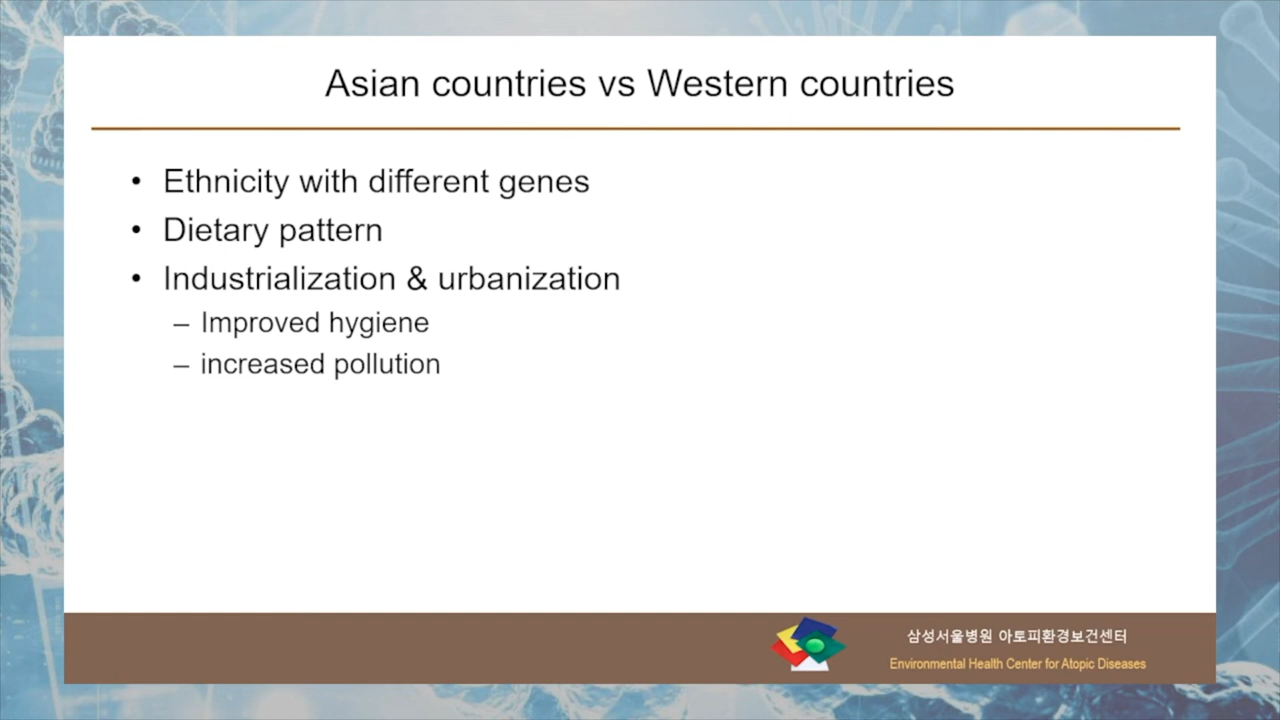 Asian countries vs Western countries
• Ethnicity with different genes
• Dietary pattern
• Industrialization & urbanization
– Improved hygiene
– increased pollution
삼성서울병원 아토피환경보건센터
Environmental Health Center for Atopic Diseases